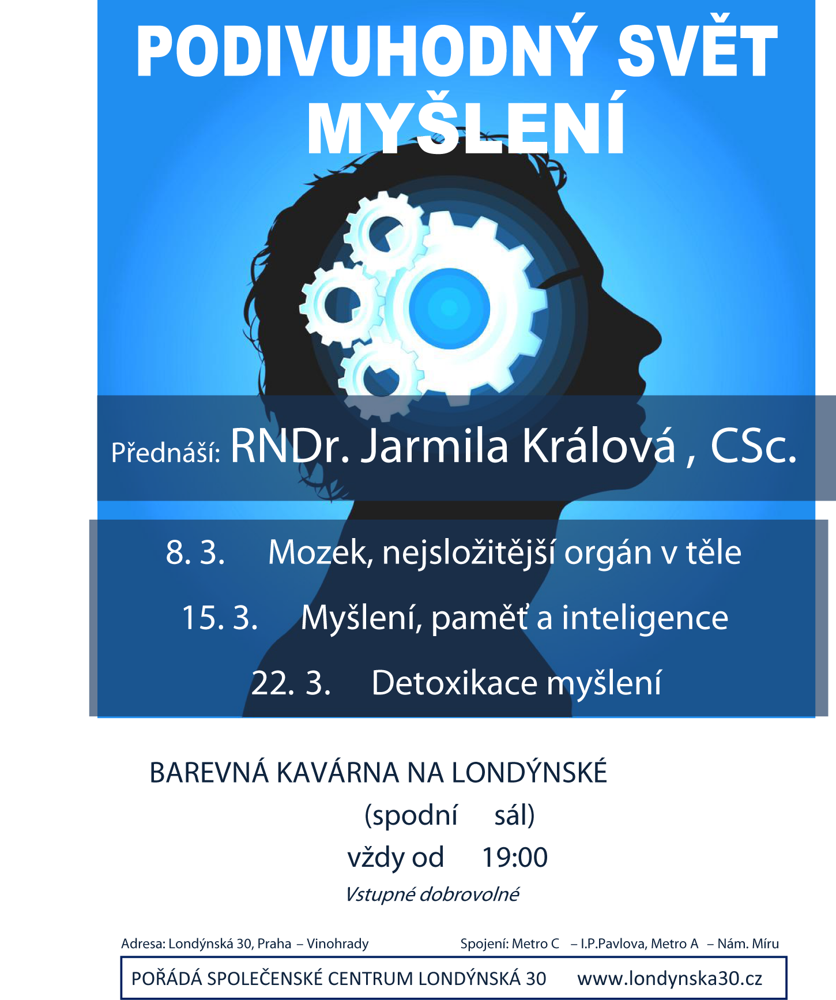 PODIVUHODNÝ SVĚT
MYŠLENÍ
Přednáší: RNDr. Jarmila Králová , CSc.
8. 3. Mozek, nejsložitější orgán v těle
15. 3. Myšlení, paměť a inteligence
22. 3. Detoxikace myšlení
BAREVNÁ KAVÁRNA NA LONDÝNSKÉ
(spodní sál)
vždy od 19:00
Vstupné dobrovolné
Adresa: Londýnská 30, Praha – Vinohrady Spojení: Metro C – I.P.Pavlova, Metro A – Nám. Míru
POŘÁDÁ SPOLEČENSKÉ CENTRUM LONDÝNSKÁ 30 www.londynska30.cz